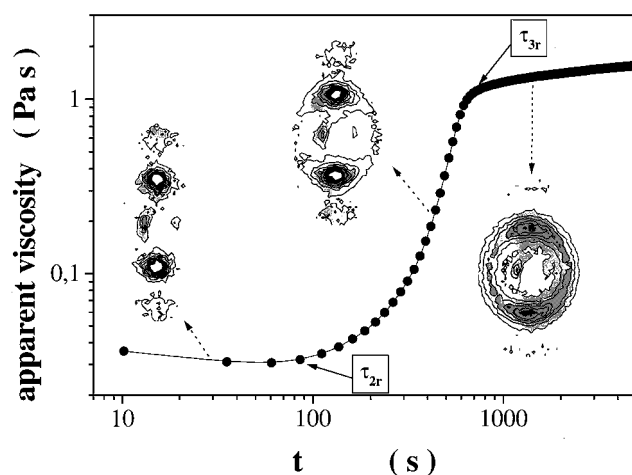 apparent viscosity ( Pa s )
1
0,1
τ3r
τ2r
10
100
1000
t ( s )